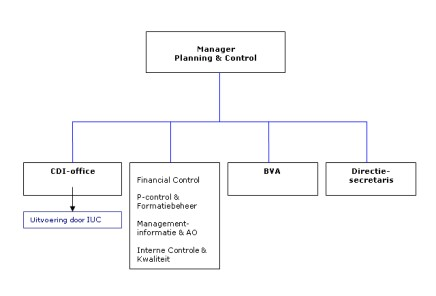 Manager
Planning & Control
CDI-office
Uitvoering door IUC
Financial Control
P-control &
Formatiebeheer
Management-
informatie & AO
Interne Controle &
Kwaliteit
BVA
Directie-
secretaris